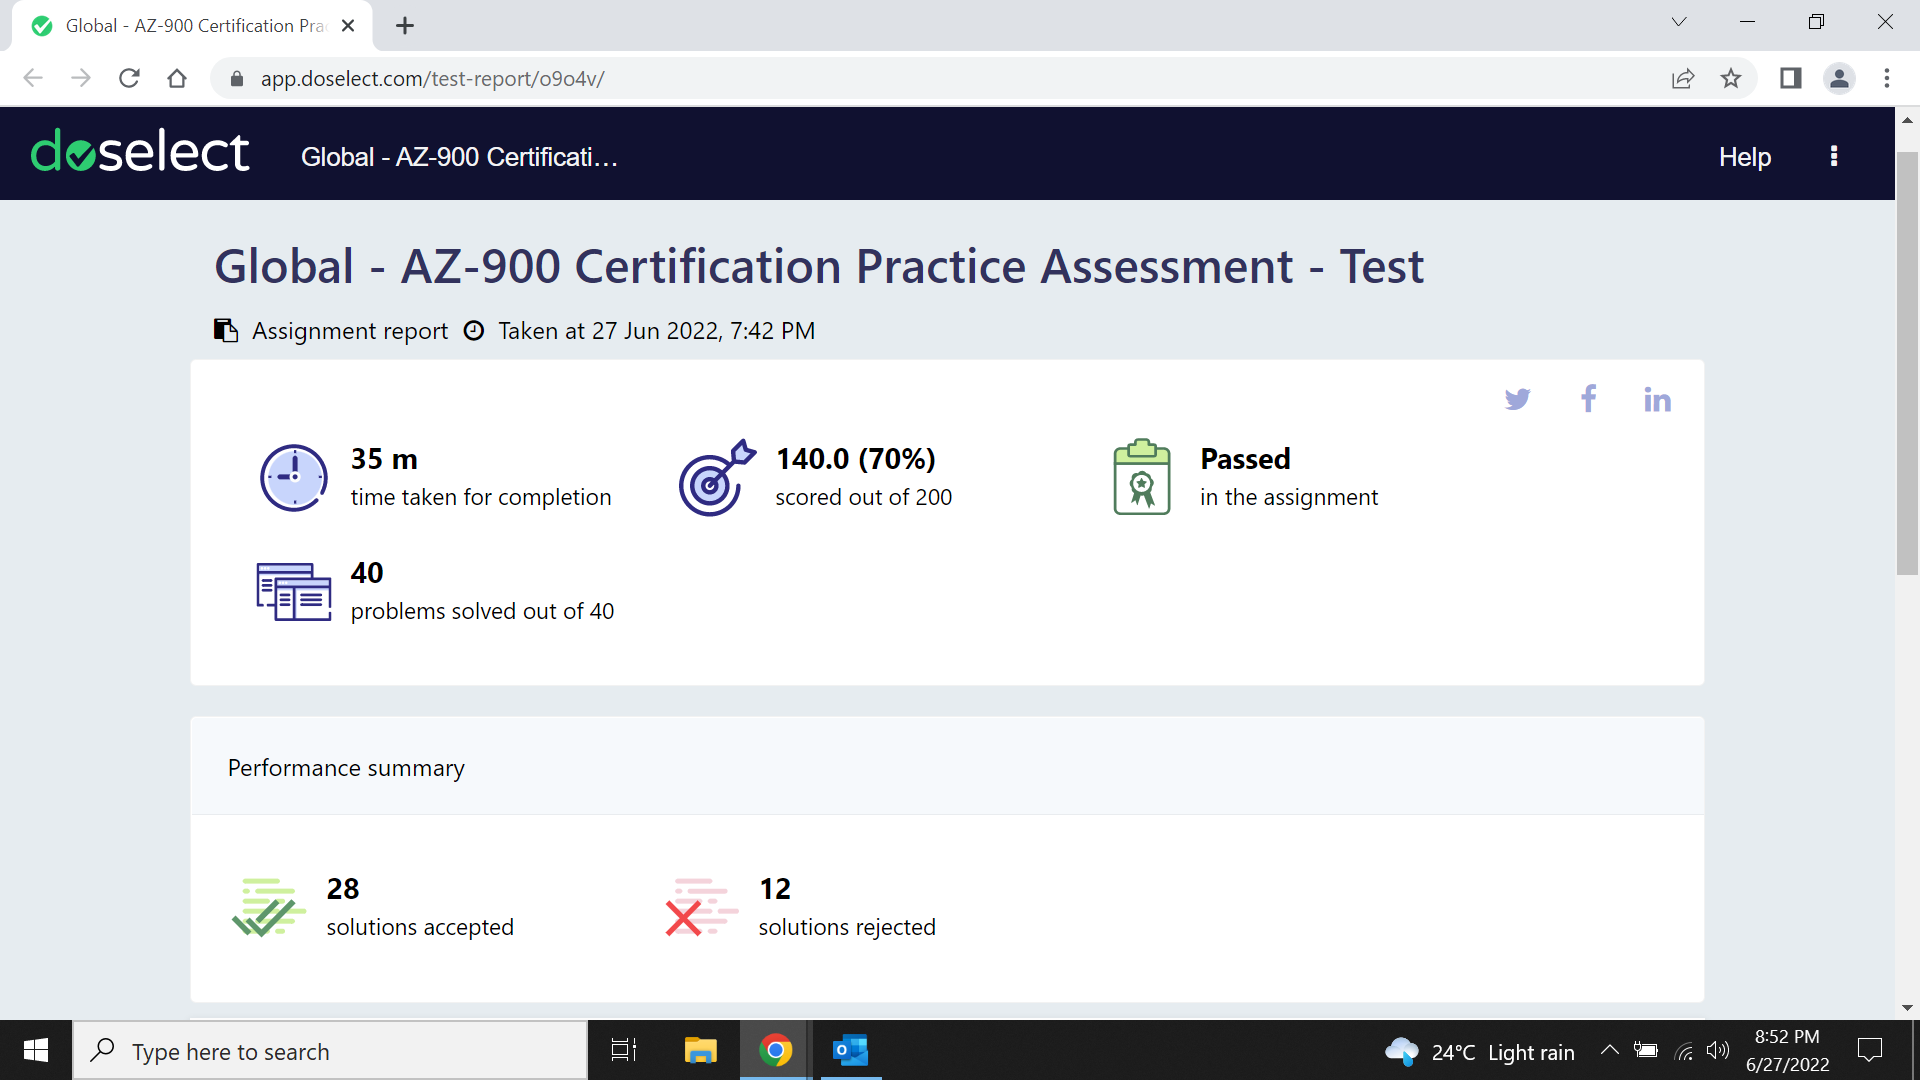 Global - AZ-900 Certification Pra
app.doselect.com/test-report/o9o4v/
doselect
Global - AZ-900 Certificati...
Help
Global - AZ-900 Certification Practice Assessment - Test
Assignment report Taken at 27 Jun 2022, 7:42 PM
35 m
time taken for completion
140.0 (70%)
scored out of 200
Passed
in the assignment
40
problems solved out of 40
Performance summary
28
solutions accepted
12
solutions rejected
Type here to search
24°C Light rain
8:52 PM
6/27/2022